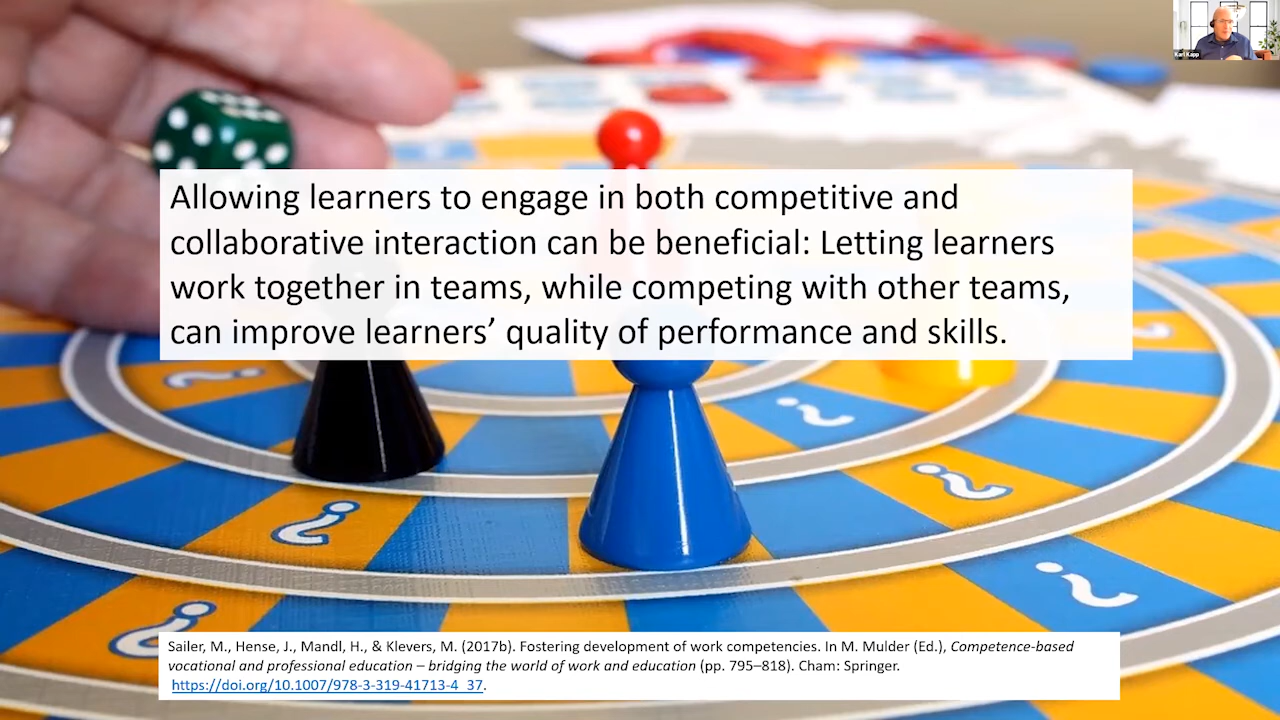 Karl Kapp
Allowing learners to engage in both competitive and
collaborative interaction can be beneficial: Letting learners
work together in teams, while competing with other teams,
can improve learners’ quality of performance and skills.
Sailer, M., Hense, J., Mandl, H., & Klevers, M. (2017b). Fostering development of work competencies. In M. Mulder (Ed.), Competence-based
vocational and professional education – bridging the world of work and education (pp. 795–818). Cham: Springer.
https://doi.org/10.1007/978-3-319-41713-4_37.